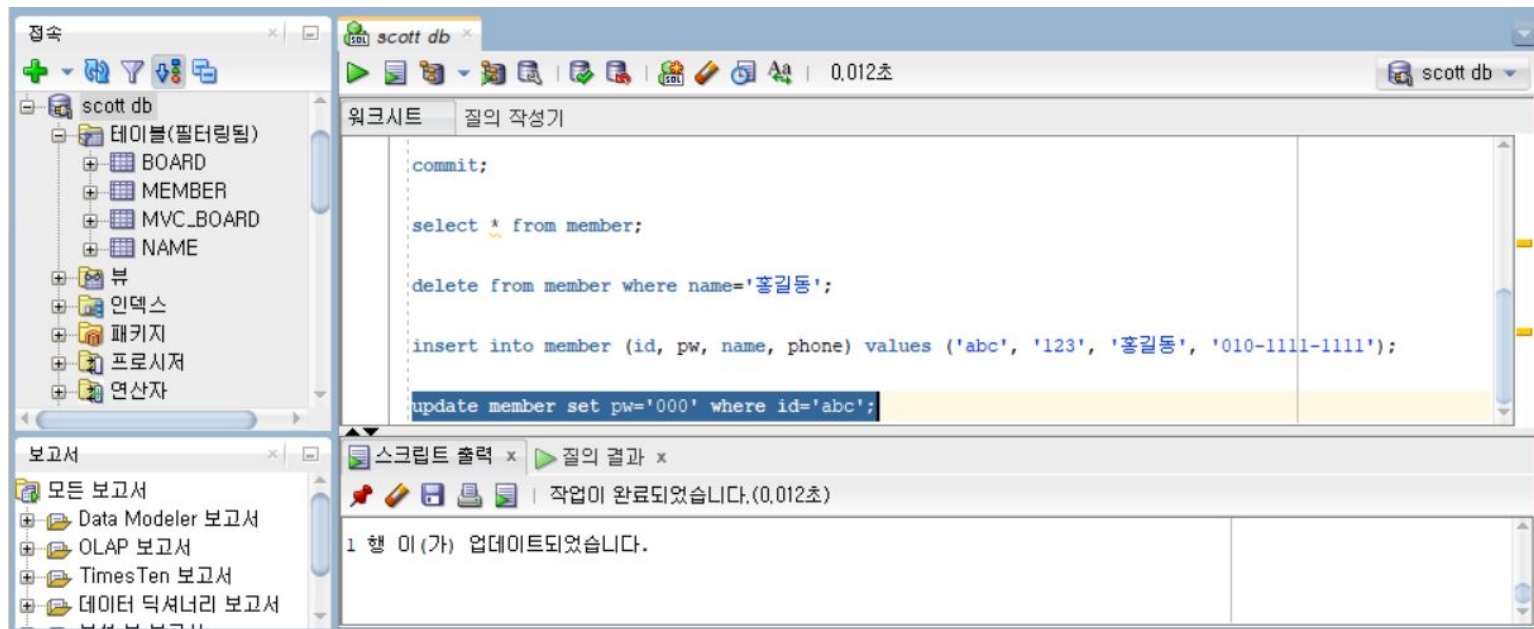 접속
scott db
테이블(필터링됨)
BOARD
MEMBER
MVC_BOARD
NAME
뷰
인덱스
패키지
프로시저
연산자
보고서
모든 보고서
Data Modeler 보고서
OLAP 보고서
TimesTen 보고서
데이터 딕셔너리 보고서
scott db
0,012초
scott db
워크시트 질의 작성기
commit;
select * from member;
delete from member where name='홍길동';
insert into member (id, pw, name, phone) values ('abc', '123', '홍길동', '010-1111-1111');
update member set pw='000' where id='abc';
스크립트 출력 x 질의 결과 x
작업이 완료되었습니다.(0,012초)
1 행 이(가) 업데이트되었습니다.